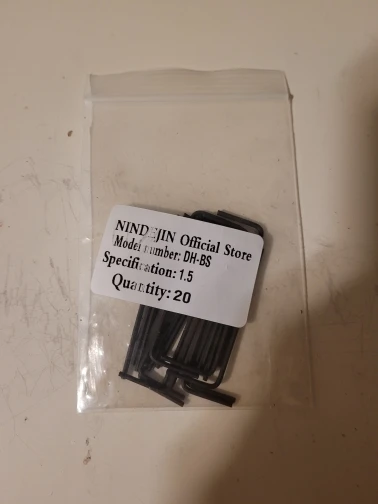 NINDEJIN Official Store
Model number: DH-BS
Specification: 1.5
Quantity: 20